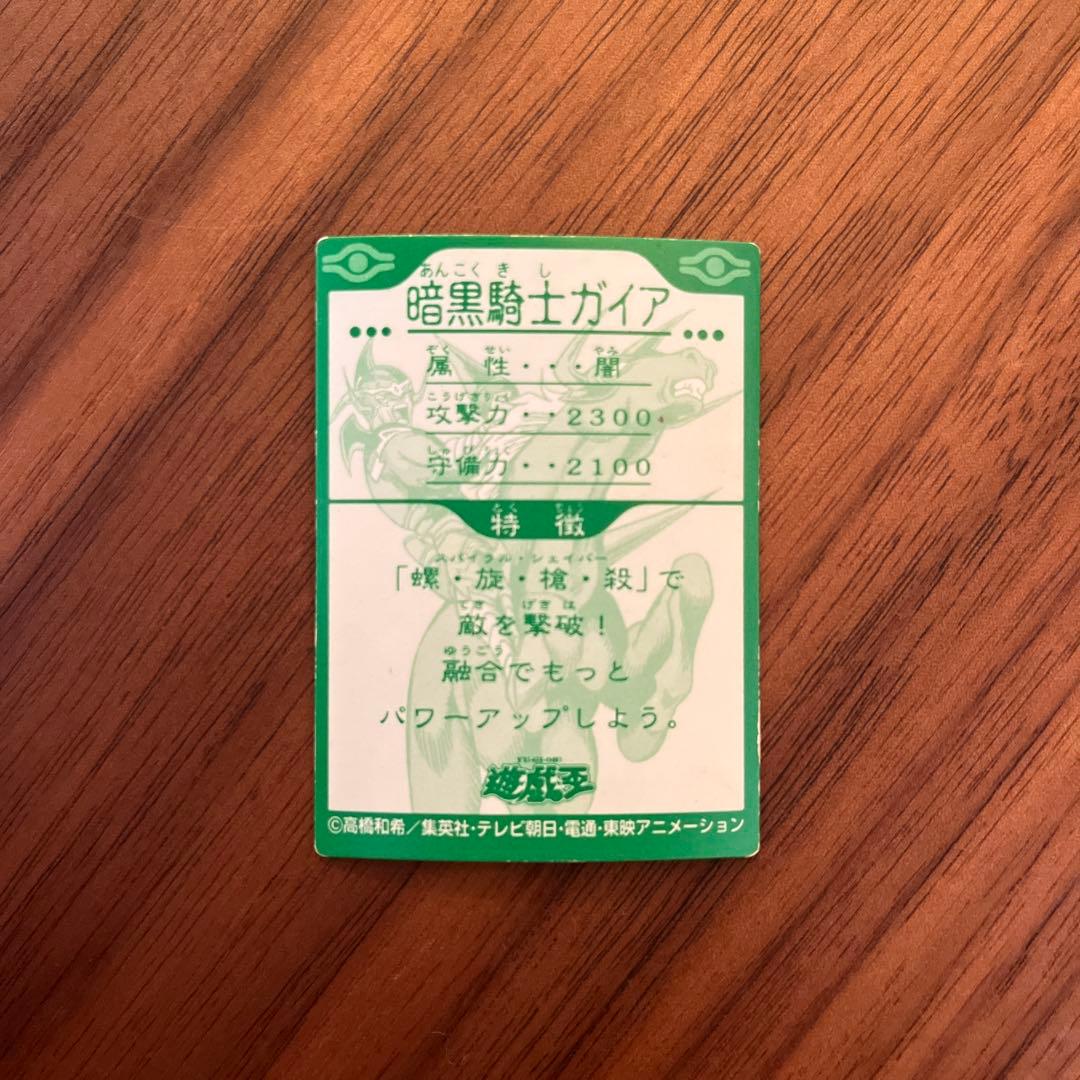 あんこく き し
暗黒騎士ガイア
ぞく せい やみ
属 性・・・闇
こうげきりょく
攻撃力・・2300
しゅびりょく
守備力・・2100
とく ちょう
特 徴
スパイラル・シェイバー
「螺・旋・槍・殺」で
てき げき は
敵を撃破!
ゆうごう
融合でもっと
パワーアップしよう。
遊戯王
©高橋和希/集英社・テレビ朝日・電通・東映アニメーション